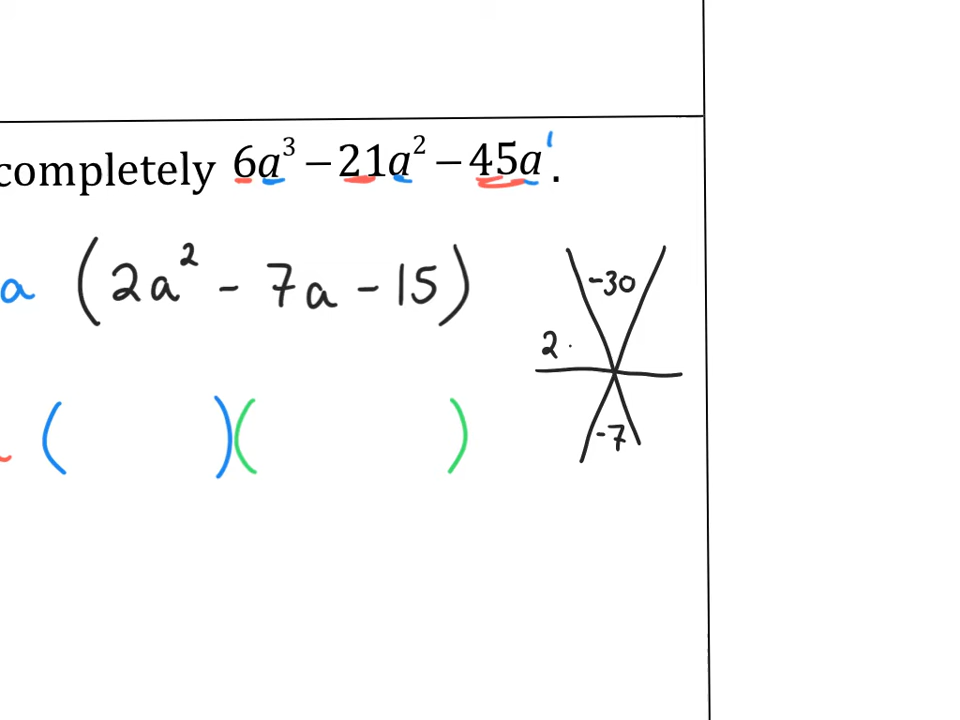 completely 6a³ − 21a² − 45a¹.
a (2a² - 7a - 15)
-30
2 ·
-7
( )( )